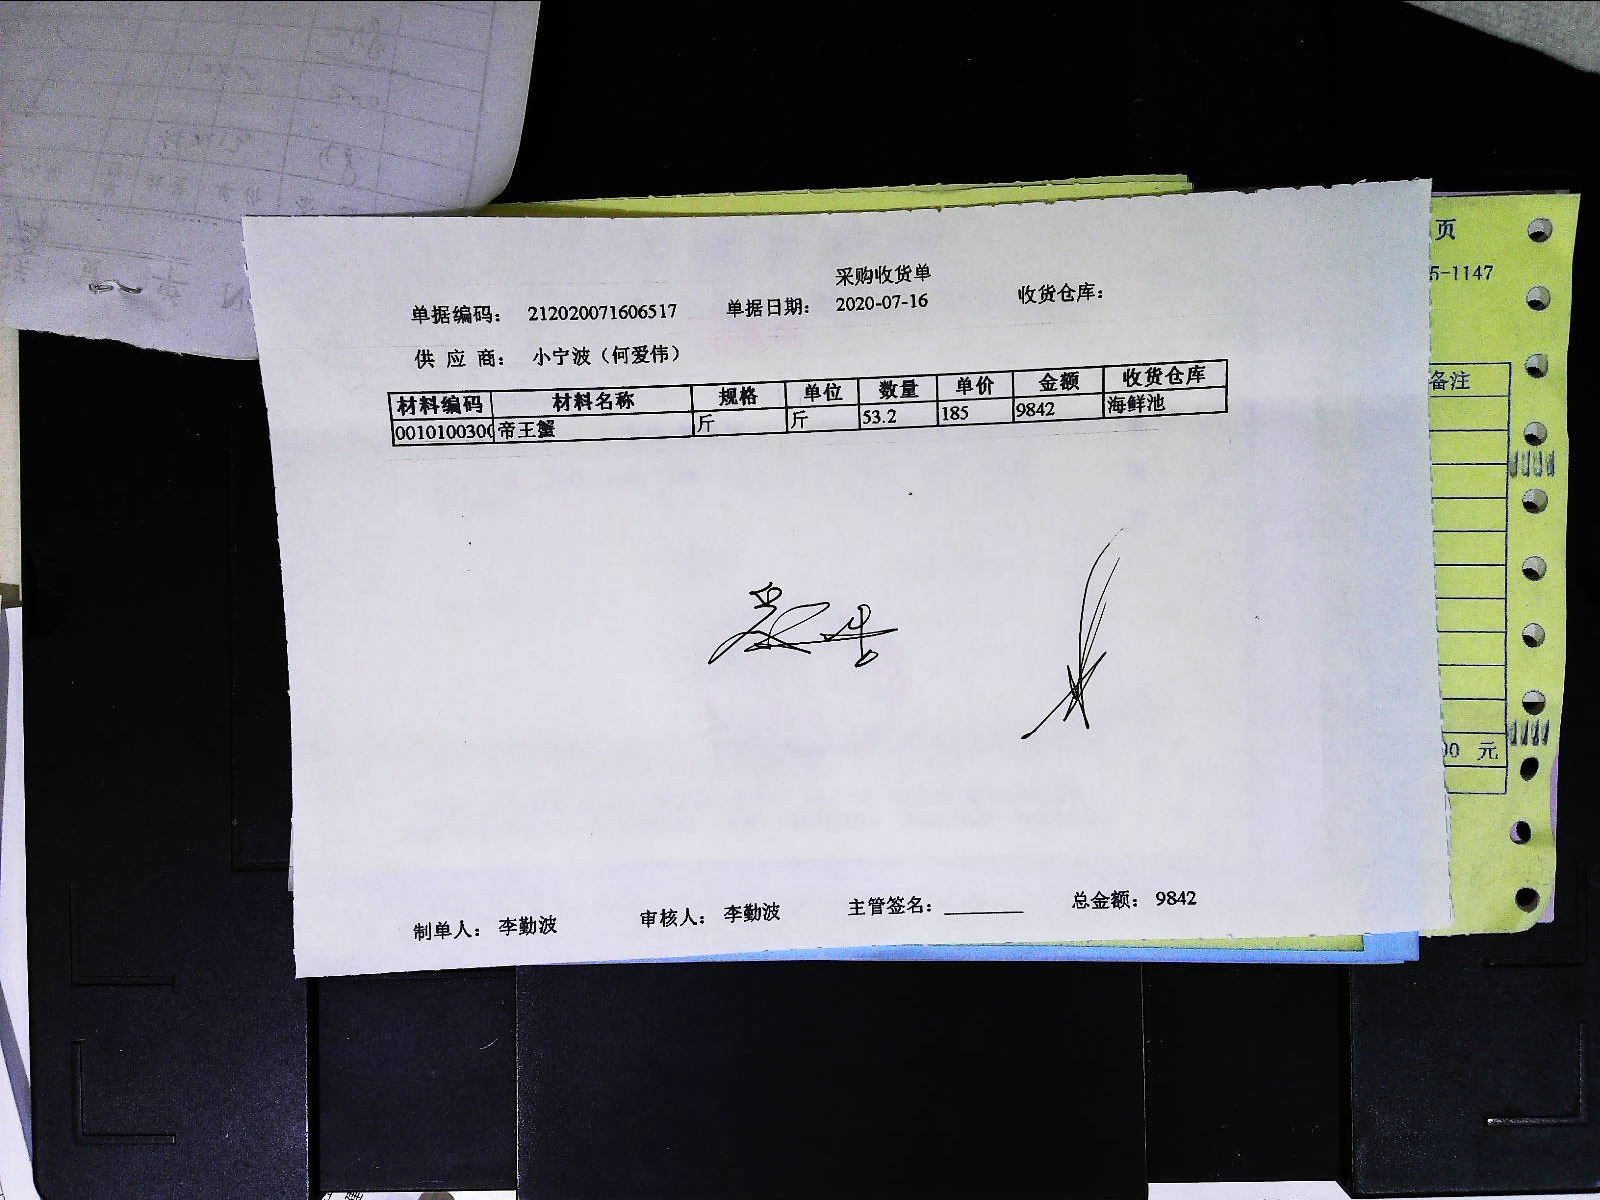 采购收货单
单据编码： 212020071606517 单据日期： 2020-07-16 收货仓库：
供 应 商： 小宁波（何爱伟）
材料编码 材料名称 规格 单位 数量 单价 金额 收货仓库
0010100300 帝王蟹 斤 斤 53.2 185 9842 海鲜池
制单人： 李勤波 审核人： 李勤波 主管签名：________ 总金额： 9842
页
5-1147
备注
00 元